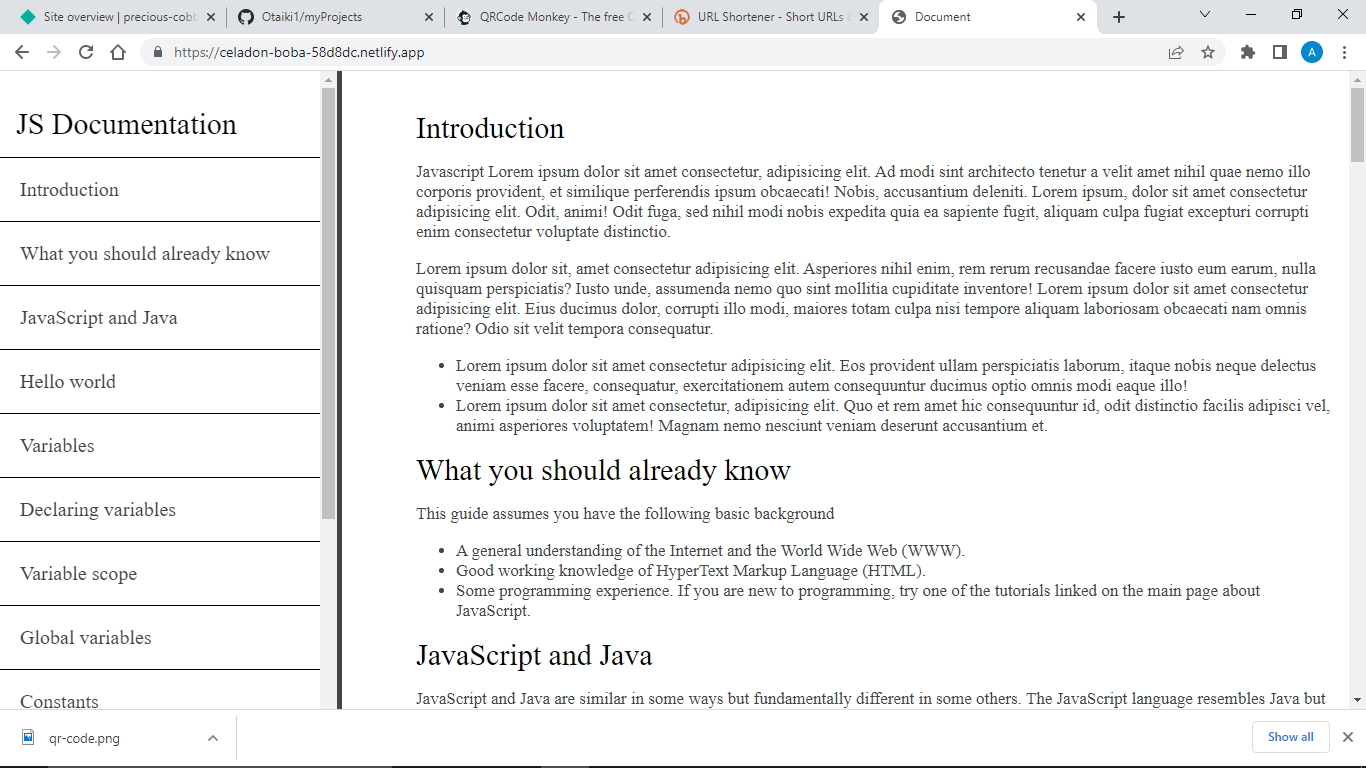 Site overview | precious-cobb
Otaiki1/myProjects
QRCode Monkey - The free C
URL Shortener - Short URLs &
Document
https://celadon-boba-58d8dc.netlify.app
A
JS Documentation
Introduction
What you should already know
JavaScript and Java
Hello world
Variables
Declaring variables
Variable scope
Global variables
Constants
Introduction
Javascript Lorem ipsum dolor sit amet consectetur, adipisicing elit. Ad modi sint architecto tenetur a velit amet nihil quae nemo illo
corporis provident, et similique perferendis ipsum obcaecati! Nobis, accusantium deleniti. Lorem ipsum, dolor sit amet consectetur
adipisicing elit. Odit, animi! Odit fuga, sed nihil modi nobis expedita quia ea sapiente fugit, aliquam culpa fugiat excepturi corrupti
enim consectetur voluptate distinctio.
Lorem ipsum dolor sit, amet consectetur adipisicing elit. Asperiores nihil enim, rem rerum recusandae facere iusto eum earum, nulla
quisquam perspiciatis? Iusto unde, assumenda nemo quo sint mollitia cupiditate inventore! Lorem ipsum dolor sit amet consectetur
adipisicing elit. Eius ducimus dolor, corrupti illo modi, maiores totam culpa nisi tempore aliquam laboriosam obcaecati nam omnis
ratione? Odio sit velit tempora consequatur.
• Lorem ipsum dolor sit amet consectetur adipisicing elit. Eos provident ullam perspiciatis laborum, itaque nobis neque delectus
veniam esse facere, consequatur, exercitationem autem consequuntur ducimus optio omnis modi eaque illo!
• Lorem ipsum dolor sit amet consectetur, adipisicing elit. Quo et rem amet hic consequuntur id, odit distinctio facilis adipisci vel,
animi asperiores voluptatem! Magnam nemo nesciunt veniam deserunt accusantium et.
What you should already know
This guide assumes you have the following basic background
• A general understanding of the Internet and the World Wide Web (WWW).
• Good working knowledge of HyperText Markup Language (HTML).
• Some programming experience. If you are new to programming, try one of the tutorials linked on the main page about
JavaScript.
JavaScript and Java
JavaScript and Java are similar in some ways but fundamentally different in some others. The JavaScript language resembles Java but
qr-code.png
Show all